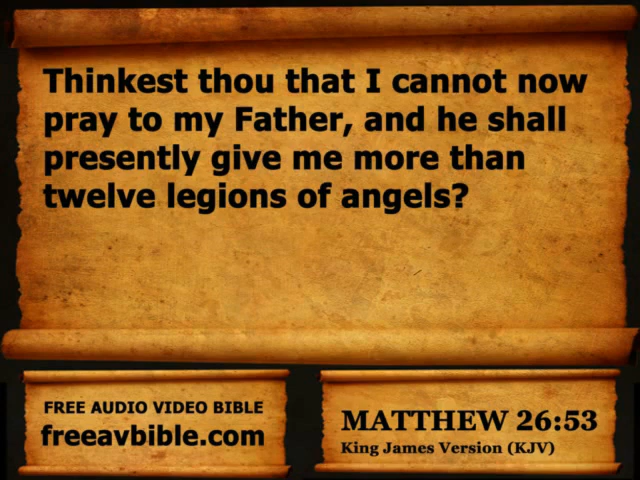 Thinkest thou that I cannot now
pray to my Father, and he shall
presently give me more than
twelve legions of angels?
FREE AUDIO VIDEO BIBLE
freeavbible.com
MATTHEW 26:53
King James Version (KJV)